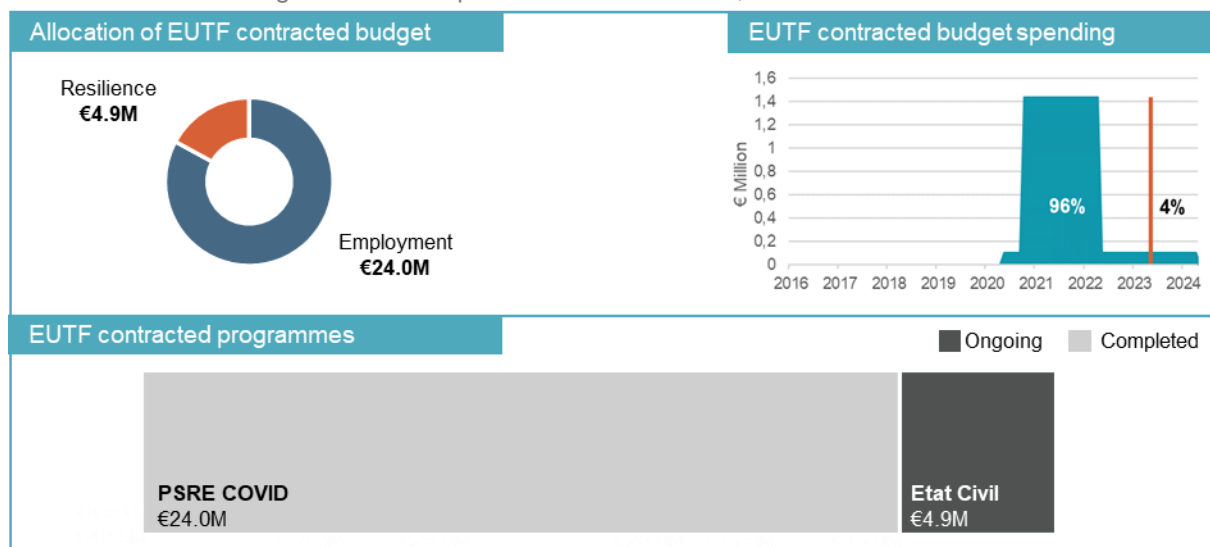 Allocation of EUTF contracted budget
Resilience
€4.9M
Employment
€24.0M
EUTF contracted budget spending
1,6
1,4
1,2
1
0,8
0,6
0,4
0,2
0
€ Million
96%
4%
2016 2017 2018 2019 2020 2021 2022 2023 2024
EUTF contracted programmes
Ongoing Completed
PSRE COVID
€24.0M
Etat Civil
€4.9M